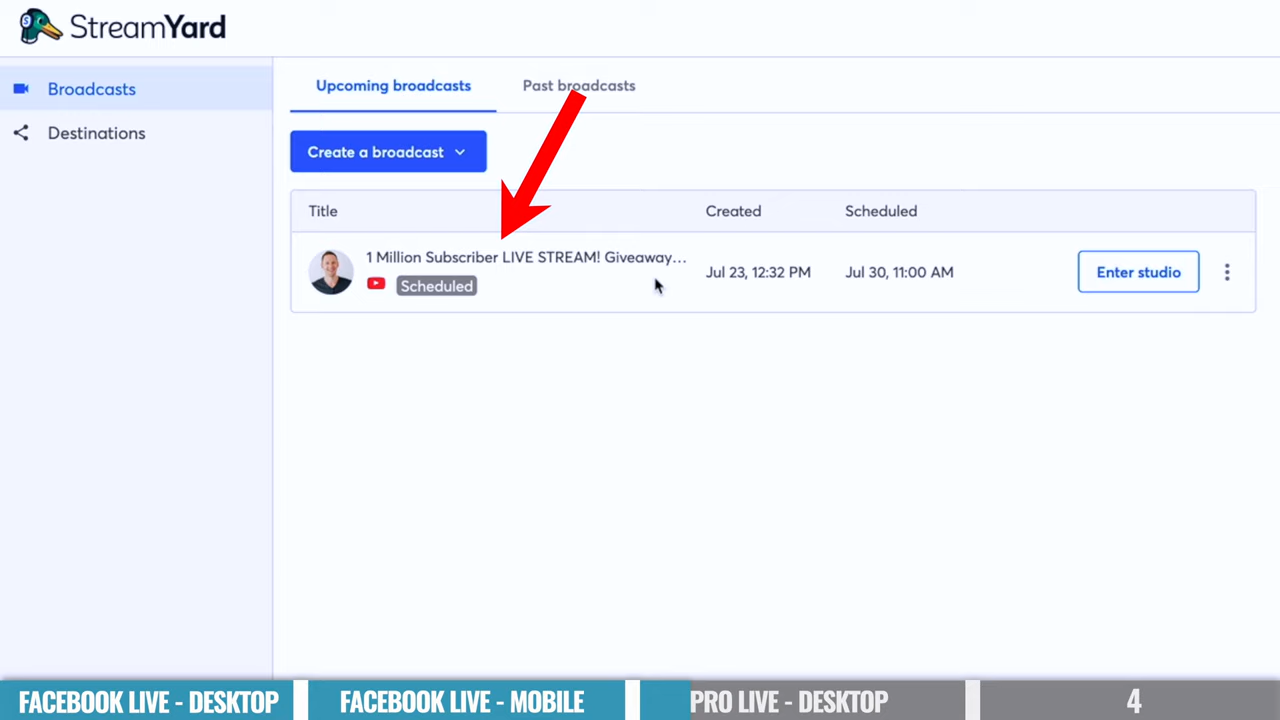 StreamYard
Broadcasts
Destinations
Upcoming broadcasts
Past broadcasts
Create a broadcast
Title
Created
Scheduled
1 Million Subscriber LIVE STREAM! Giveaway...
Scheduled
Jul 23, 12:32 PM
Jul 30, 11:00 AM
Enter studio
FACEBOOK LIVE - DESKTOP
FACEBOOK LIVE - MOBILE
PRO LIVE - DESKTOP
4